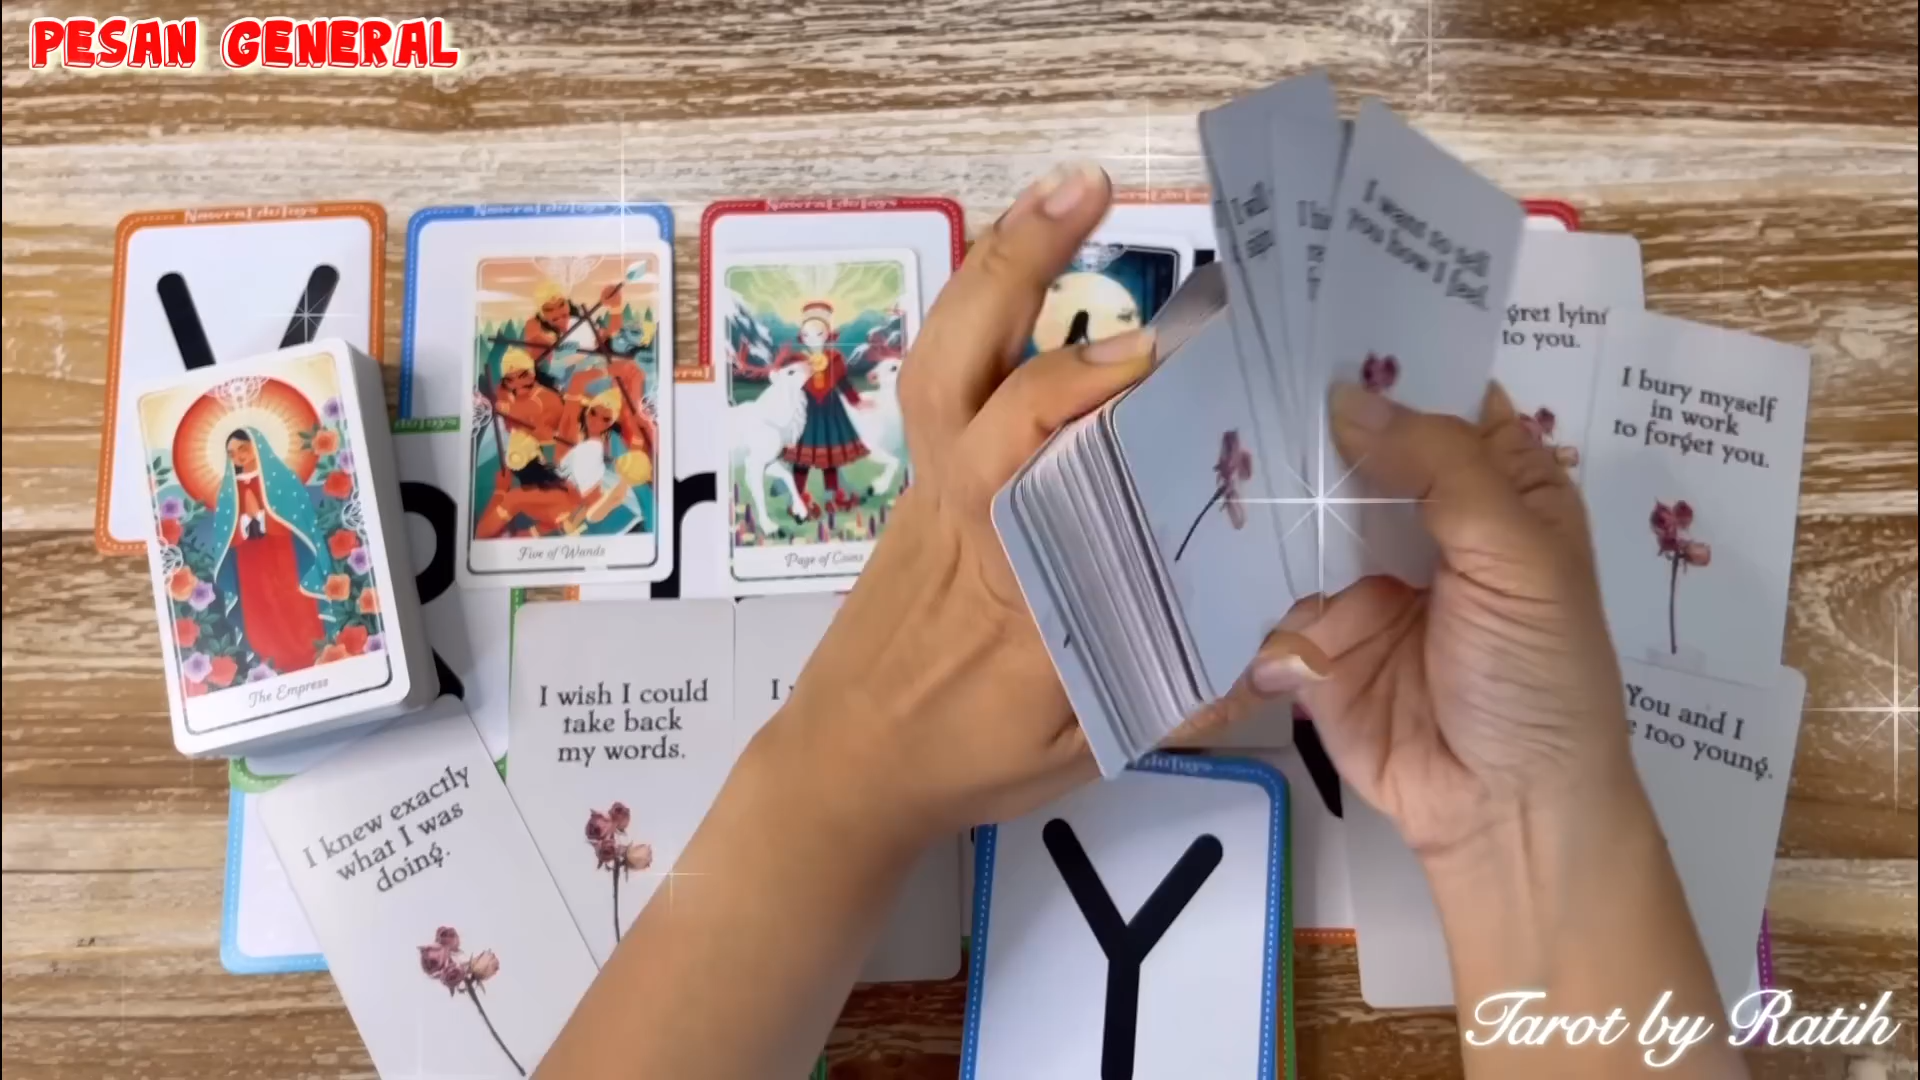 PESAN GENERAL
V
The Empress
Five of Wands
Page of Coins
I want to tell
you how I feel.
gret lying
to you.
I bury myself
in work
to forget you.
You and I
too young.
I wish I could
take back
my words.
I knew exactly
what I was
doing.
Y
Tarot by Ratih